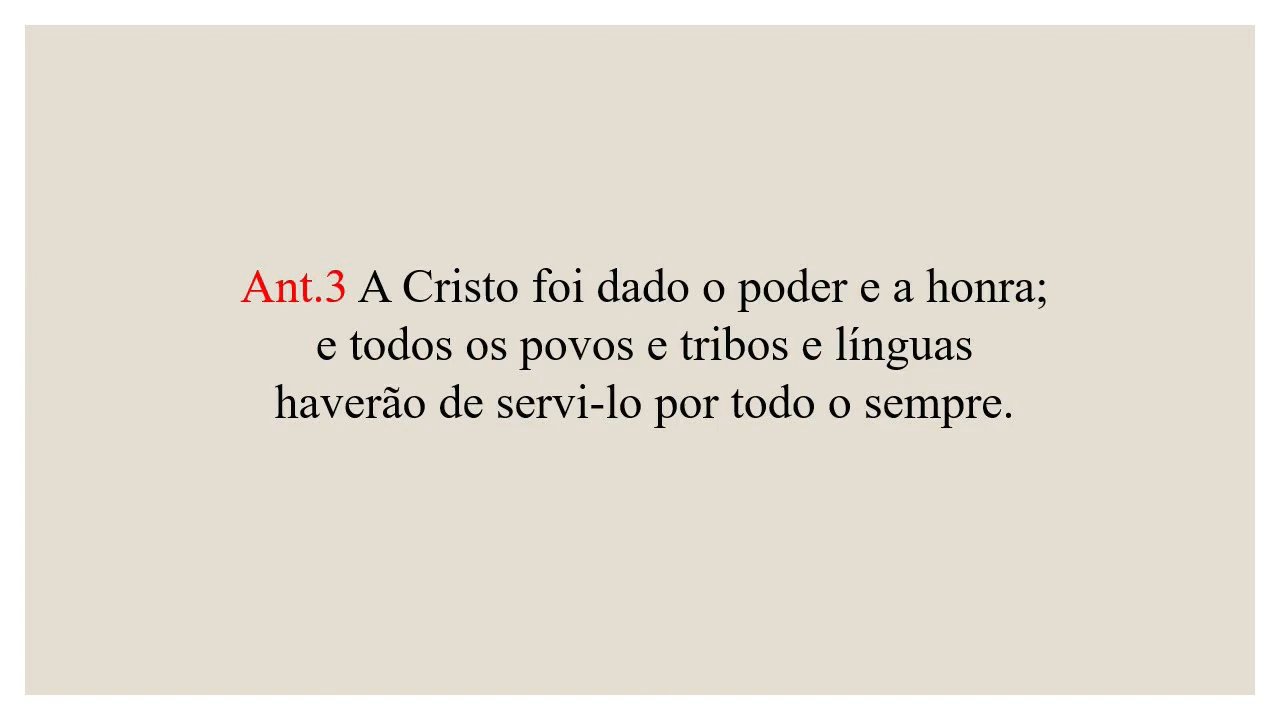 Ant.3 A Cristo foi dado o poder e a honra;
e todos os povos e tribos e línguas
haverão de servi-lo por todo o sempre.